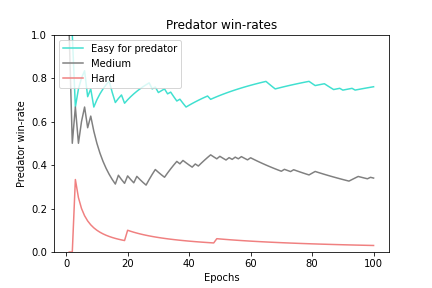 Predator win-rates
Easy for predator
Medium
Hard
Predator win-rate
1.0
0.8
0.6
0.4
0.2
0.0
0
20
40
60
80
100
Epochs